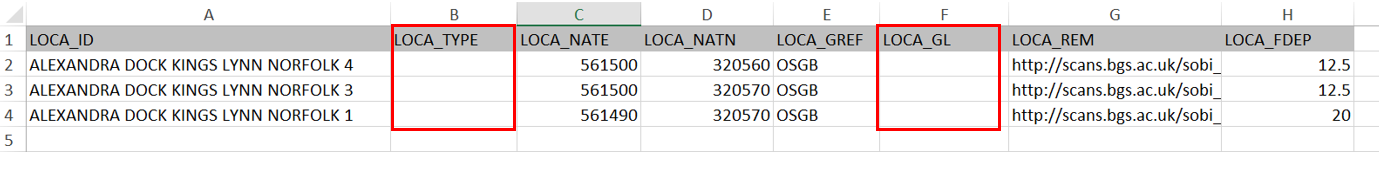 A B C D E F G H
1 LOCA_ID LOCA_TYPE LOCA_NATE LOCA_NATN LOCA_GREF LOCA_GL LOCA_REM LOCA_FDEP
2 ALEXANDRA DOCK KINGS LYNN NORFOLK 4 561500 320560 OSGB http://scans.bgs.ac.uk/sobi_ 12.5
3 ALEXANDRA DOCK KINGS LYNN NORFOLK 3 561500 320570 OSGB http://scans.bgs.ac.uk/sobi_ 12.5
4 ALEXANDRA DOCK KINGS LYNN NORFOLK 1 561490 320570 OSGB http://scans.bgs.ac.uk/sobi_ 20
5